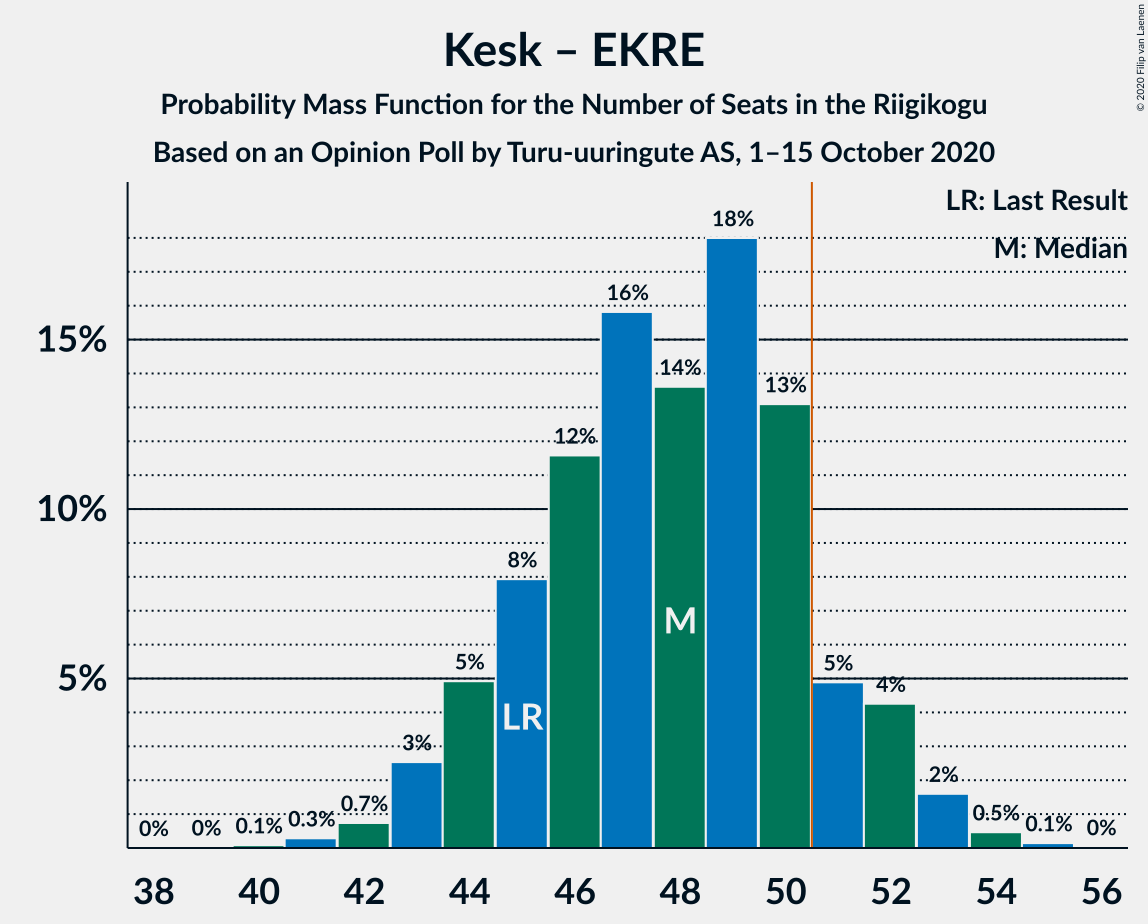 Kesk – EKRE
Probability Mass Function for the Number of Seats in the Riigikogu
Based on an Opinion Poll by Turu-uuringute AS, 1–15 October 2020
© 2020 Filip van Laenen
LR: Last Result
M: Median
15%
10%
5%
0%
0%
0.1%
0.3%
0.7%
3%
5%
8%
12%
16%
14%
18%
13%
5%
4%
2%
0.5%
0.1%
0%
LR
M
38 40 42 44 46 48 50 52 54 56